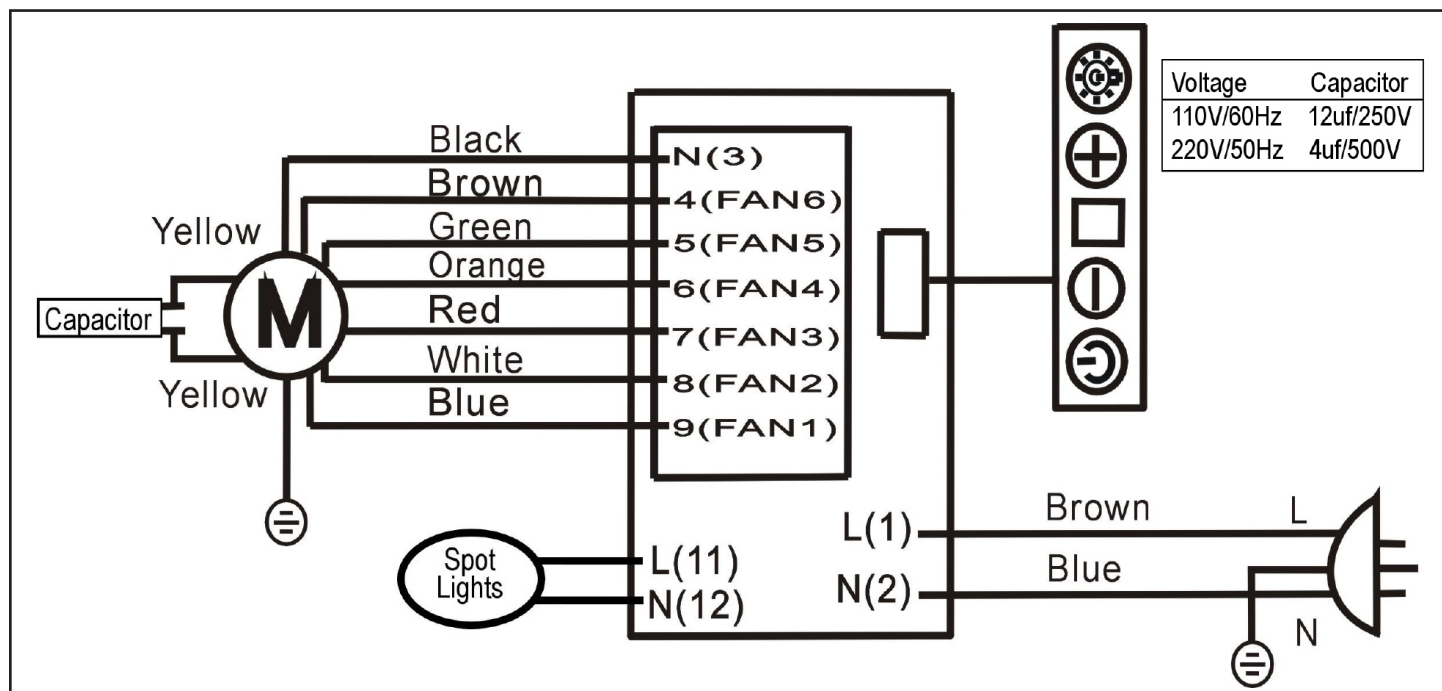 Black
Brown
Green
Orange
Red
White
Blue
Yellow
Yellow
M
Capacitor
N(3)
4(FAN6)
5(FAN5)
6(FAN4)
7(FAN3)
8(FAN2)
9(FAN1)
Spot
Lights
L(11)
N(12)
L(1)
N(2)
Brown
L
Blue
N
Voltage Capacitor
110V/60Hz 12uf/250V
220V/50Hz 4uf/500V